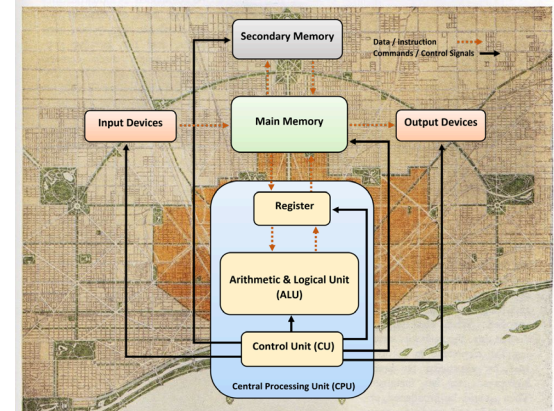 Secondary Memory
Data / instruction
Commands / Control Signals
Input Devices
Main Memory
Output Devices
Register
Arithmetic & Logical Unit
(ALU)
Control Unit (CU)
Central Processing Unit (CPU)